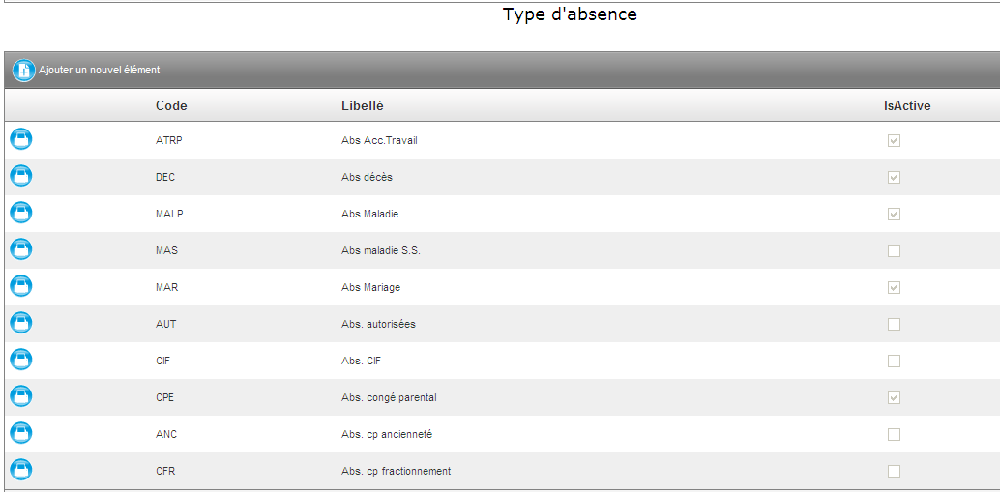 Type d'absence
Ajouter un nouvel élément
Code Libellé IsActive
ATRP Abs Acc.Travail
DEC Abs décès
MALP Abs Maladie
MAS Abs maladie S.S.
MAR Abs Mariage
AUT Abs. autorisées
CIF Abs. CIF
CPE Abs. congé parental
ANC Abs. cp ancienneté
CFR Abs. cp fractionnement